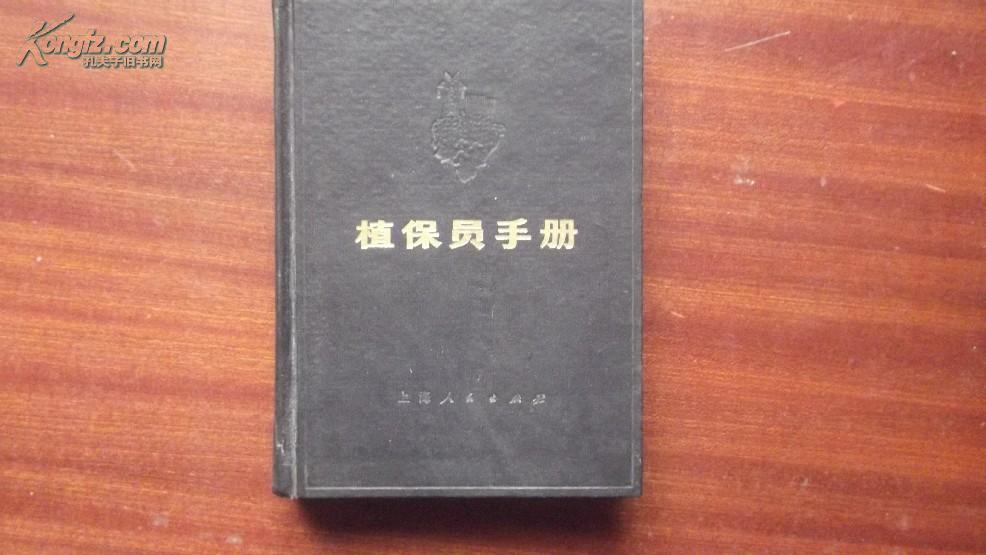 Kongfz.com
孔夫子旧书网
植保员手册
上海人民出版社